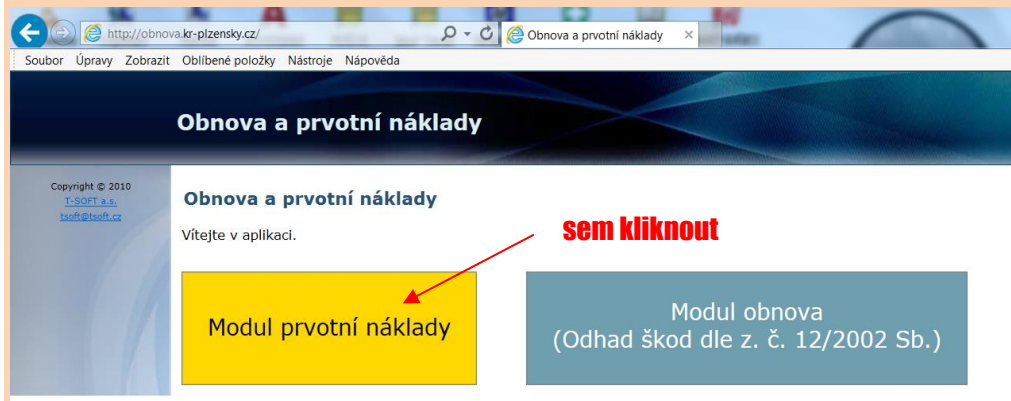 http://obnova.kr-plzensky.cz/
Obnova a prvotní náklady
Soubor Úpravy Zobrazit Oblíbené položky Nástroje Nápověda
Obnova a prvotní náklady
Copyright © 2010
T-SOFT a.s.
tsoft@tsoft.cz
Obnova a prvotní náklady
Vítejte v aplikaci.
sem kliknout
Modul prvotní náklady
Modul obnova
(Odhad škod dle z. č. 12/2002 Sb.)